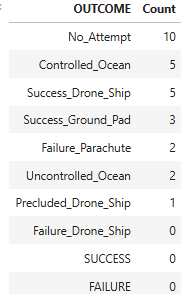 OUTCOME Count
No_Attempt 10
Controlled_Ocean 5
Success_Drone_Ship 5
Success_Ground_Pad 3
Failure_Parachute 2
Uncontrolled_Ocean 2
Precluded_Drone_Ship 1
Failure_Drone_Ship 0
SUCCESS 0
FAILURE 0